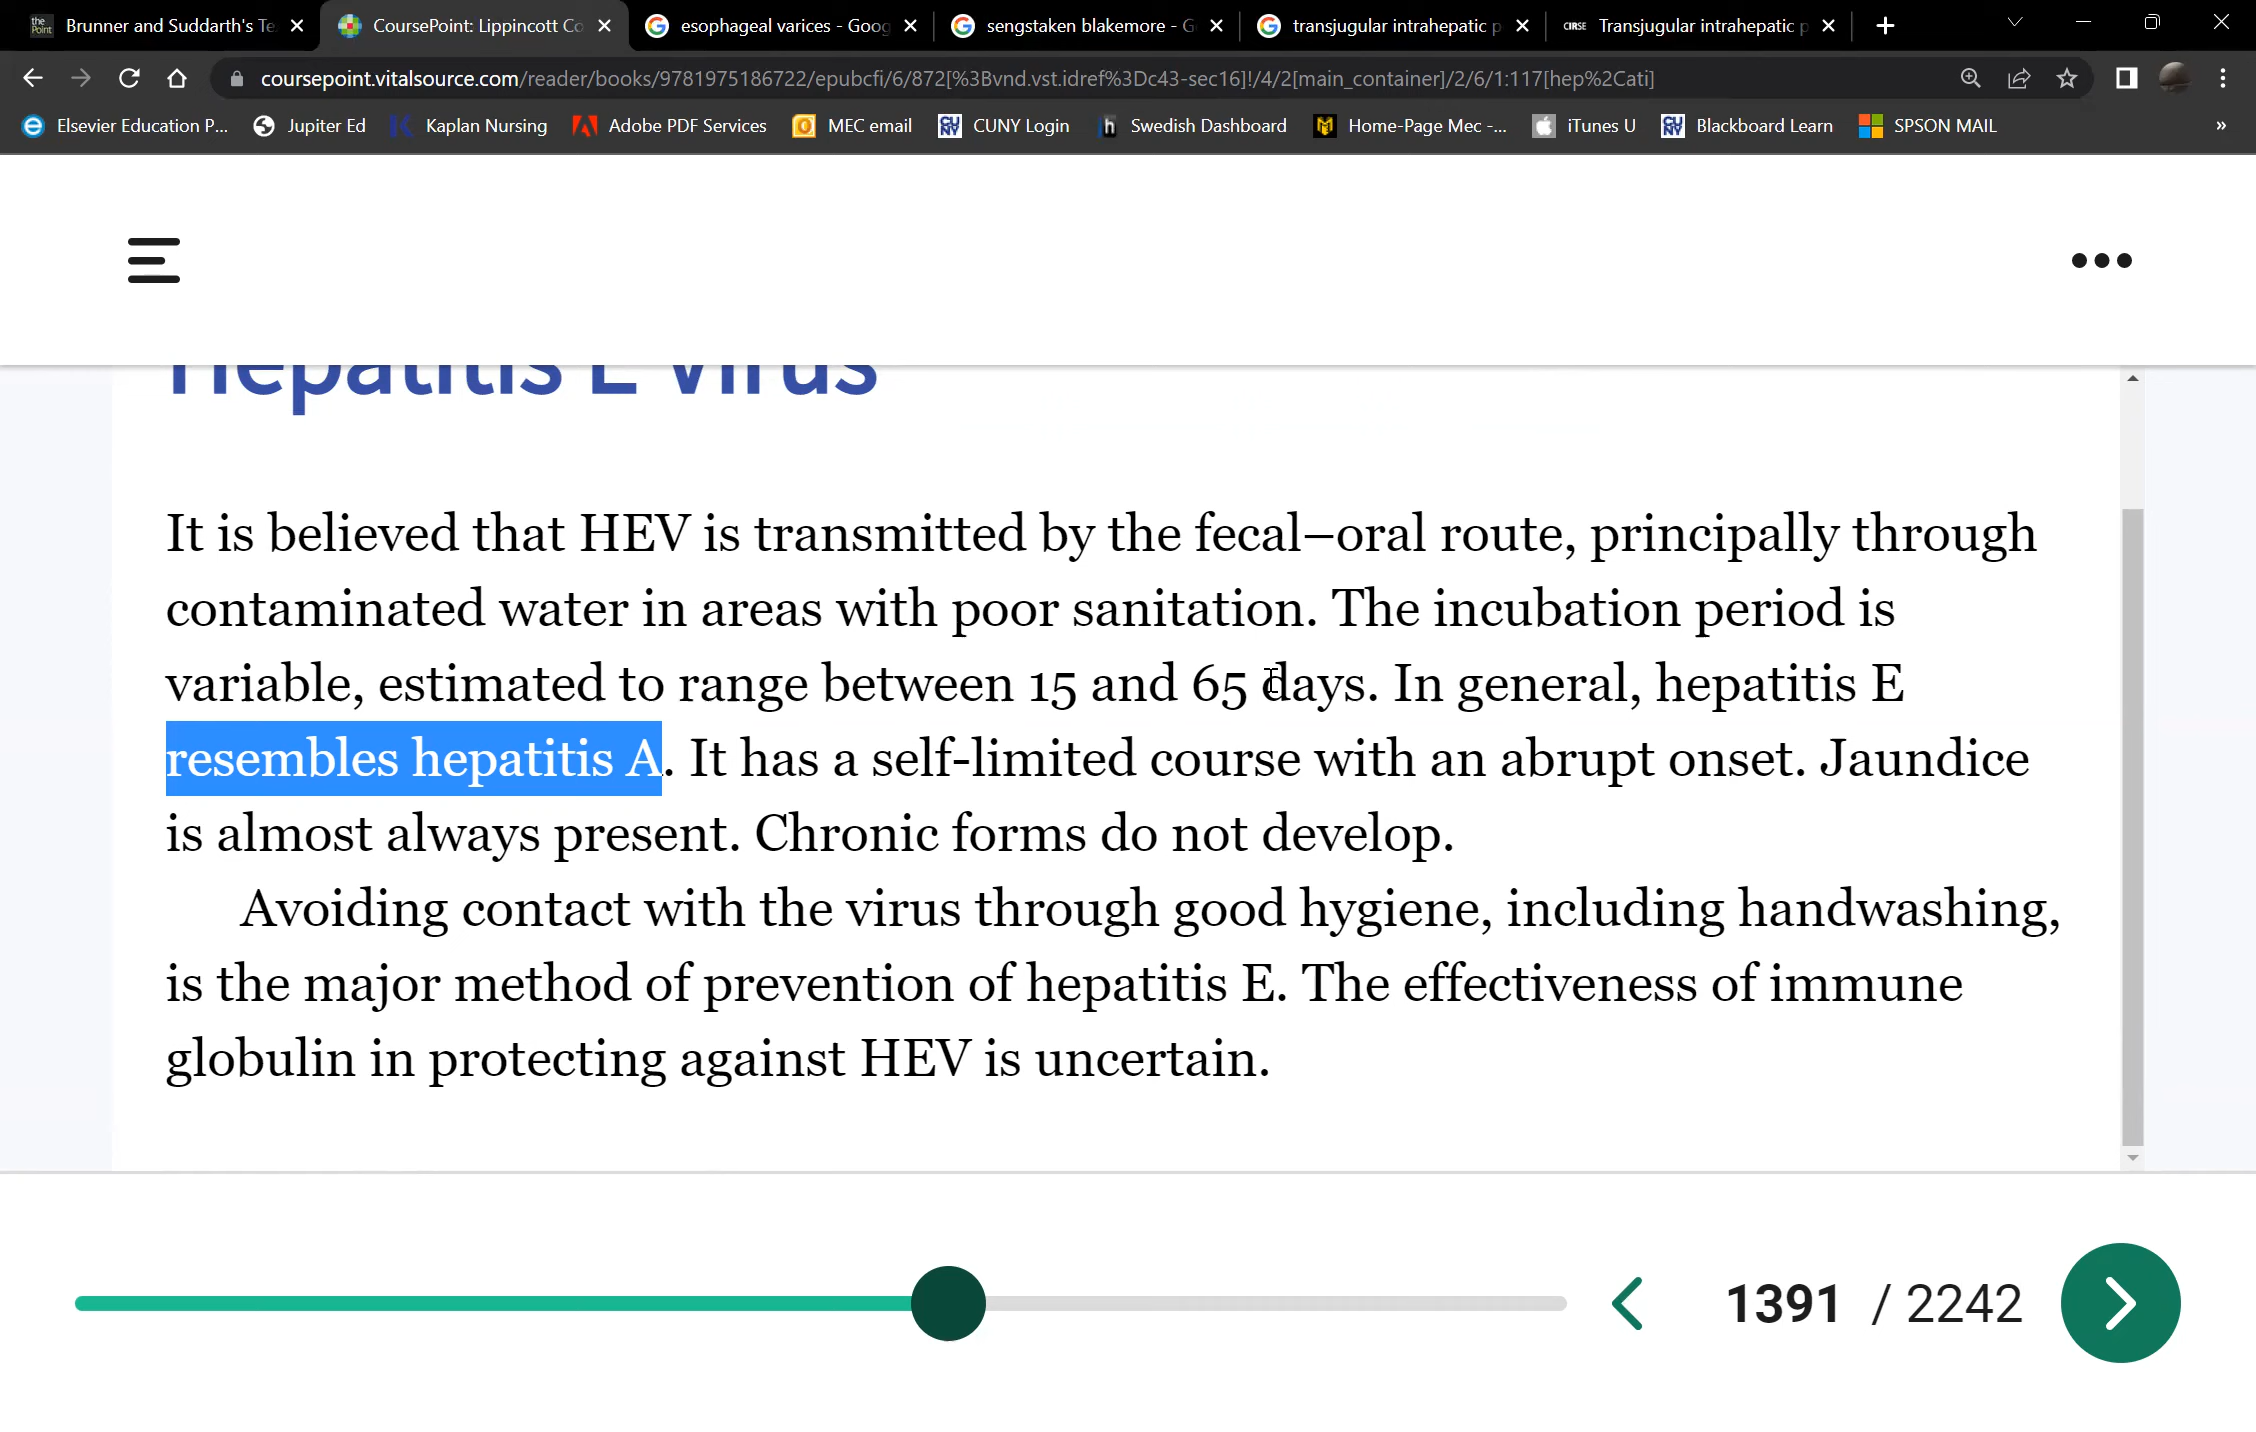 Brunner and Suddarth's Te
CoursePoint: Lippincott Co
esophageal varices - Goog
sengstaken blakemore - G
transjugular intrahepatic p
CIRSE Transjugular intrahepatic p
coursepoint.vitalsource.com/reader/books/9781975186722/epubcfi/6/872[%3Bvnd.vst.idref%3Dc43-sec16]!/4/2[main_container]/2/6/1:117[hep%2Cati]
Elsevier Education P... Jupiter Ed Kaplan Nursing Adobe PDF Services MEC email CUNY Login Swedish Dashboard Home-Page Mec -... iTunes U Blackboard Learn SPSON MAIL »
Hepatitis E Virus
It is believed that HEV is transmitted by the fecal–oral route, principally through
contaminated water in areas with poor sanitation. The incubation period is
variable, estimated to range between 15 and 65 days. In general, hepatitis E
resembles hepatitis A. It has a self-limited course with an abrupt onset. Jaundice
is almost always present. Chronic forms do not develop.
Avoiding contact with the virus through good hygiene, including handwashing,
is the major method of prevention of hepatitis E. The effectiveness of immune
globulin in protecting against HEV is uncertain.
1391 / 2242